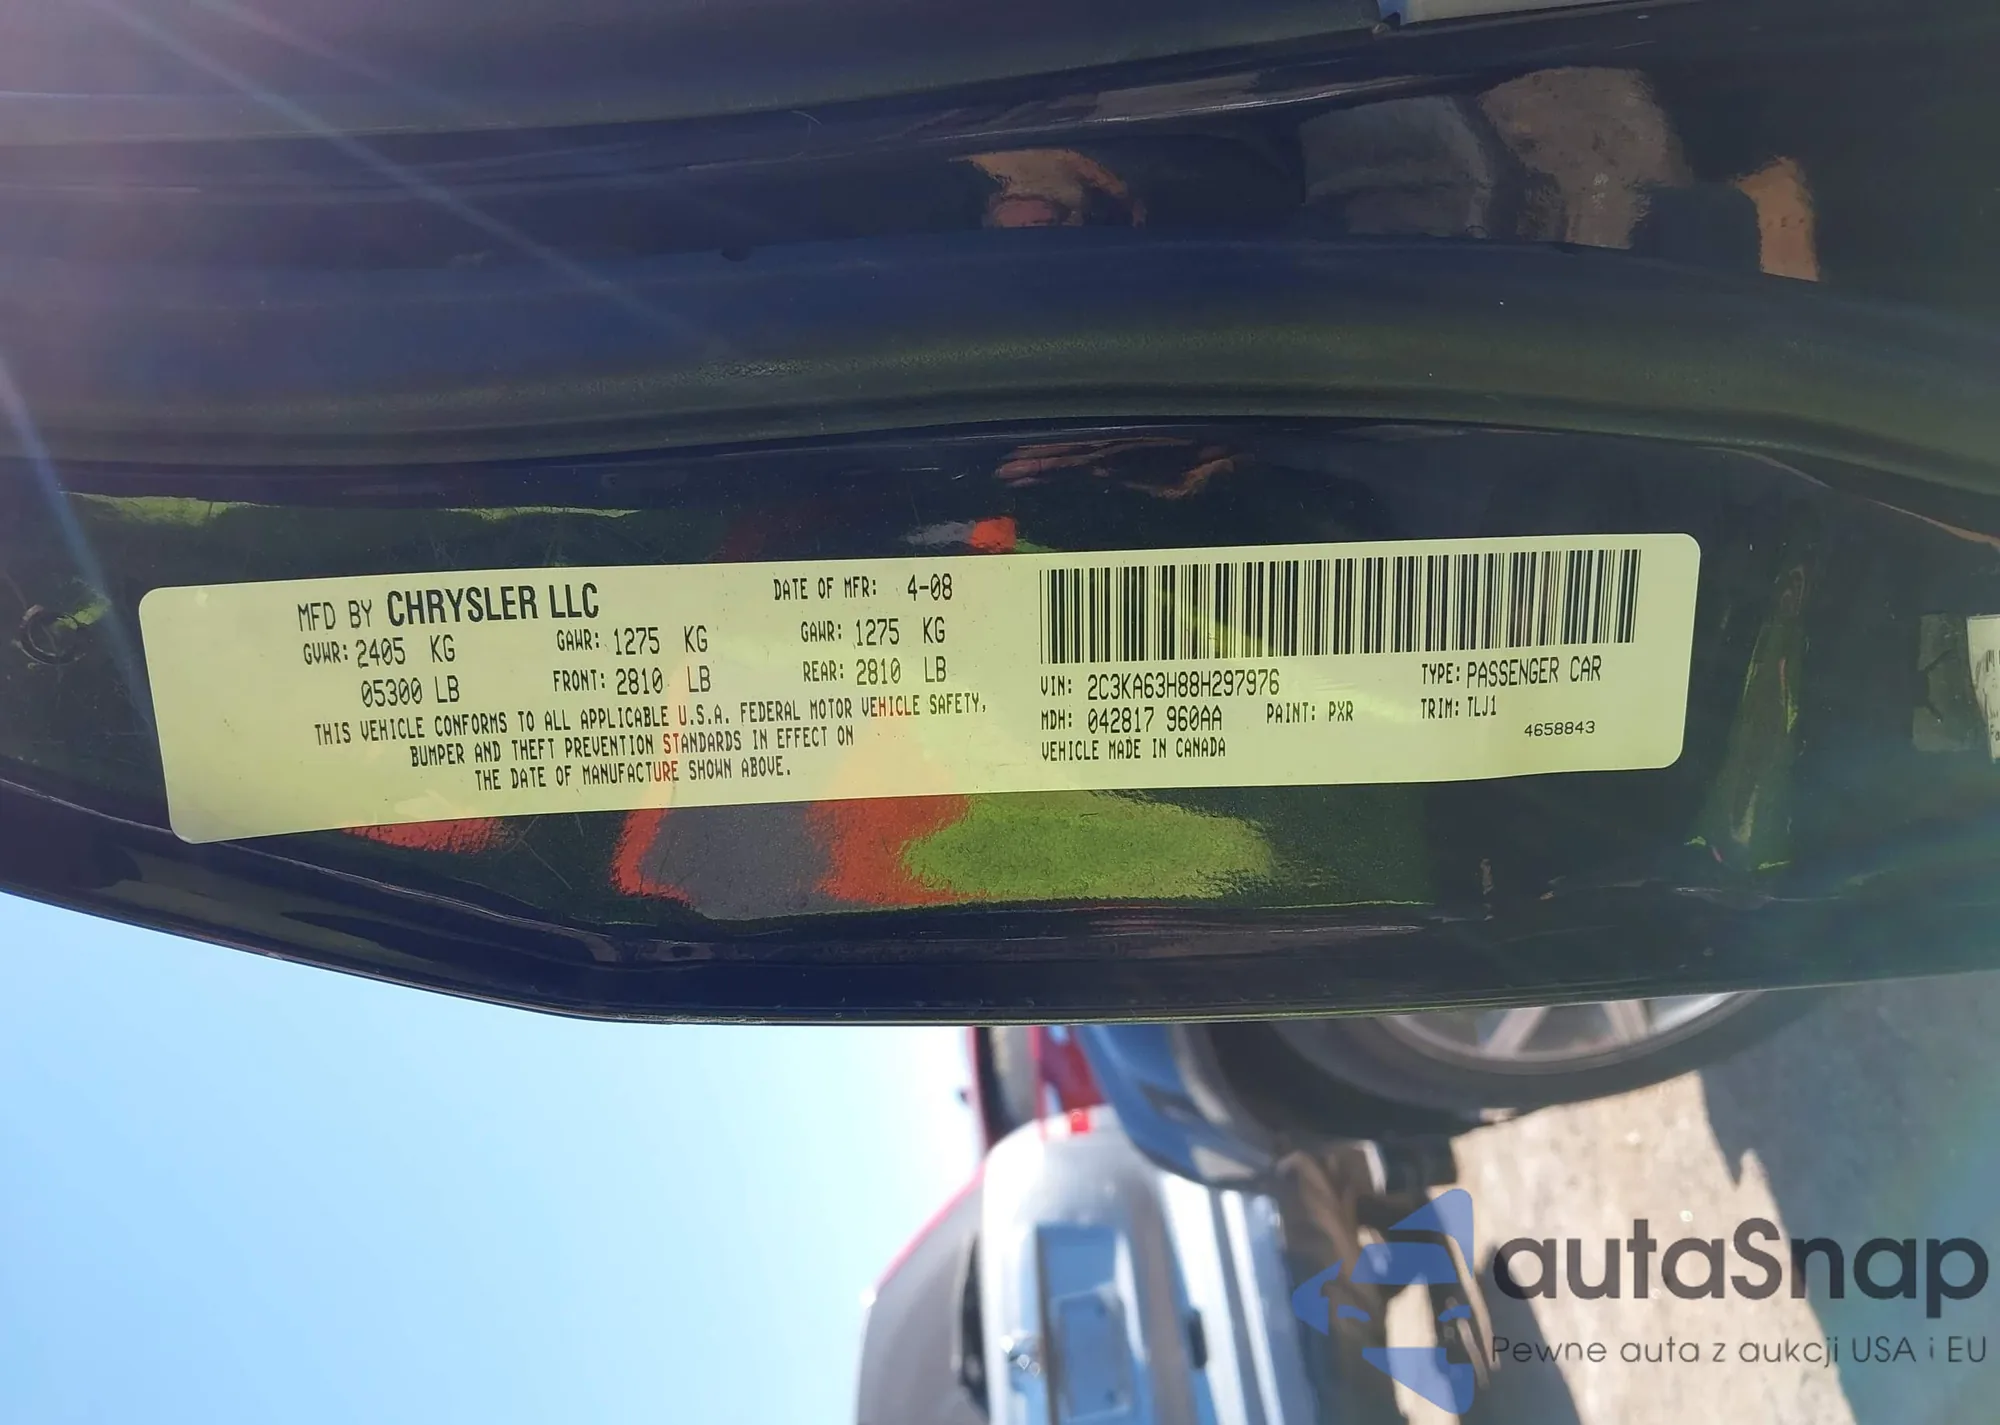 MFD BY CHRYSLER LLC DATE OF MFR: 4-08
GVWR: 2405 KG GAWR: 1275 KG GAWR: 1275 KG
05300 LB FRONT: 2810 LB REAR: 2810 LB
THIS VEHICLE CONFORMS TO ALL APPLICABLE U.S.A. FEDERAL MOTOR VEHICLE SAFETY,
BUMPER AND THEFT PREVENTION STANDARDS IN EFFECT ON
THE DATE OF MANUFACTURE SHOWN ABOVE.
VIN: 2C3KA63H88H297976 TYPE: PASSENGER CAR
MDH: 042817 960AA PAINT: PXR TRIM: TLJ1
VEHICLE MADE IN CANADA 4658843
autaSnap
Pewne auta z aukcji USA i EU